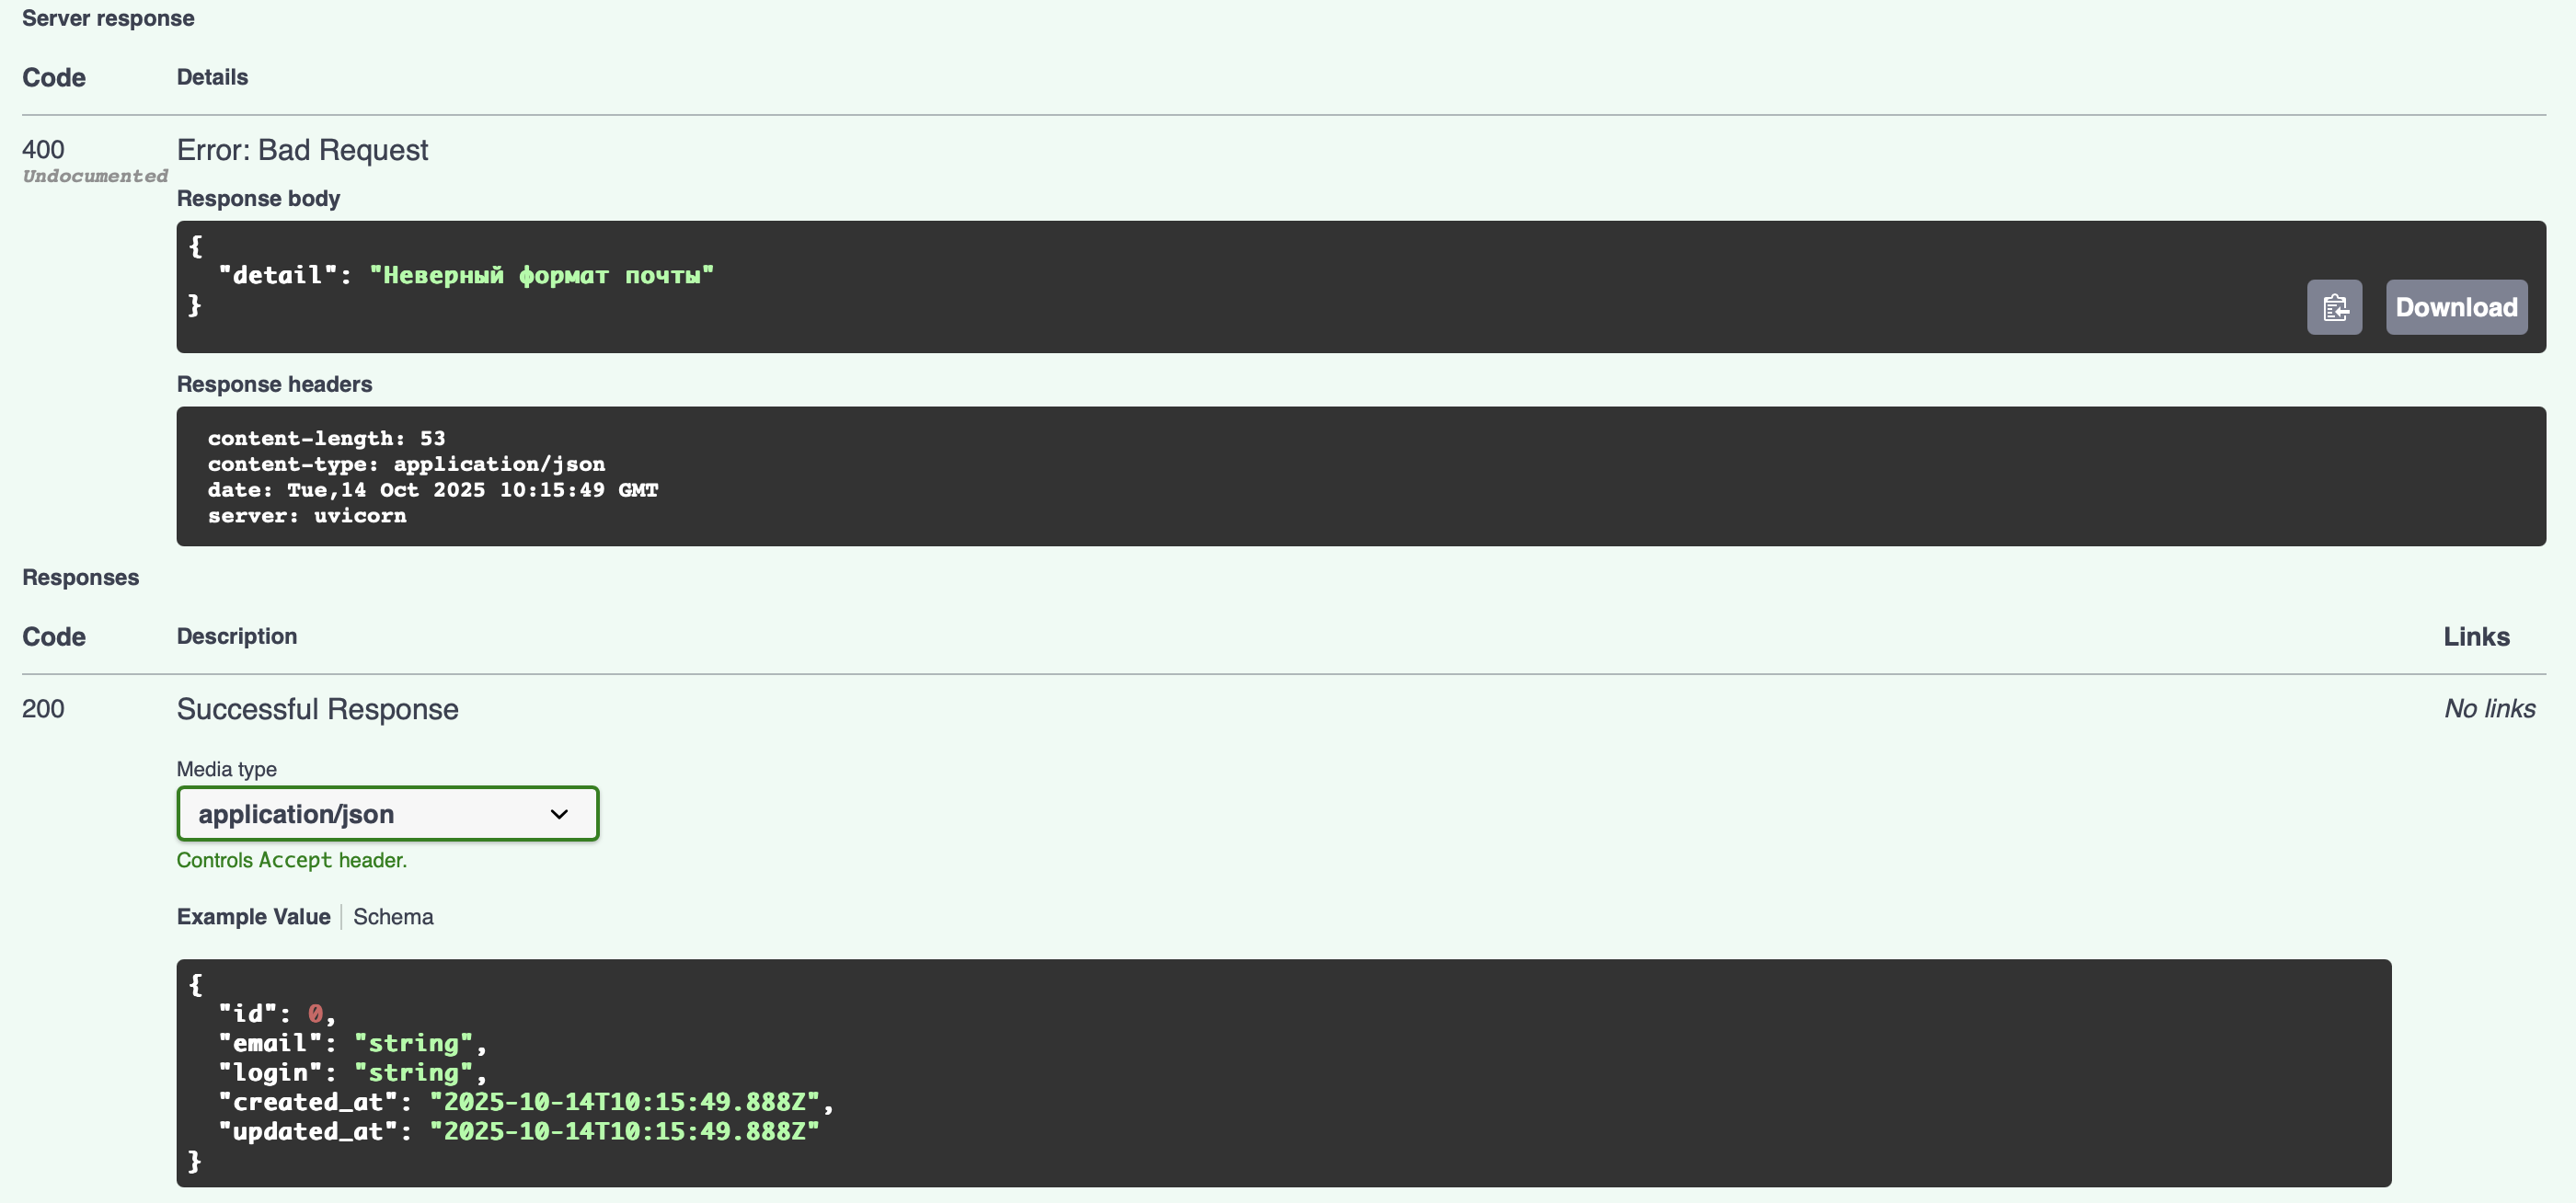 Server response
Code Details
400 Error: Bad Request
Undocumented
Response body
{
"detail": "Неверный формат почты"
}
Download
Response headers
content-length: 53
content-type: application/json
date: Tue,14 Oct 2025 10:15:49 GMT
server: uvicorn
Responses
Code Description Links
200 Successful Response No links
Media type
application/json
Controls Accept header.
Example Value Schema
{
"id": 0,
"email": "string",
"login": "string",
"created_at": "2025-10-14T10:15:49.888Z",
"updated_at": "2025-10-14T10:15:49.888Z"
}